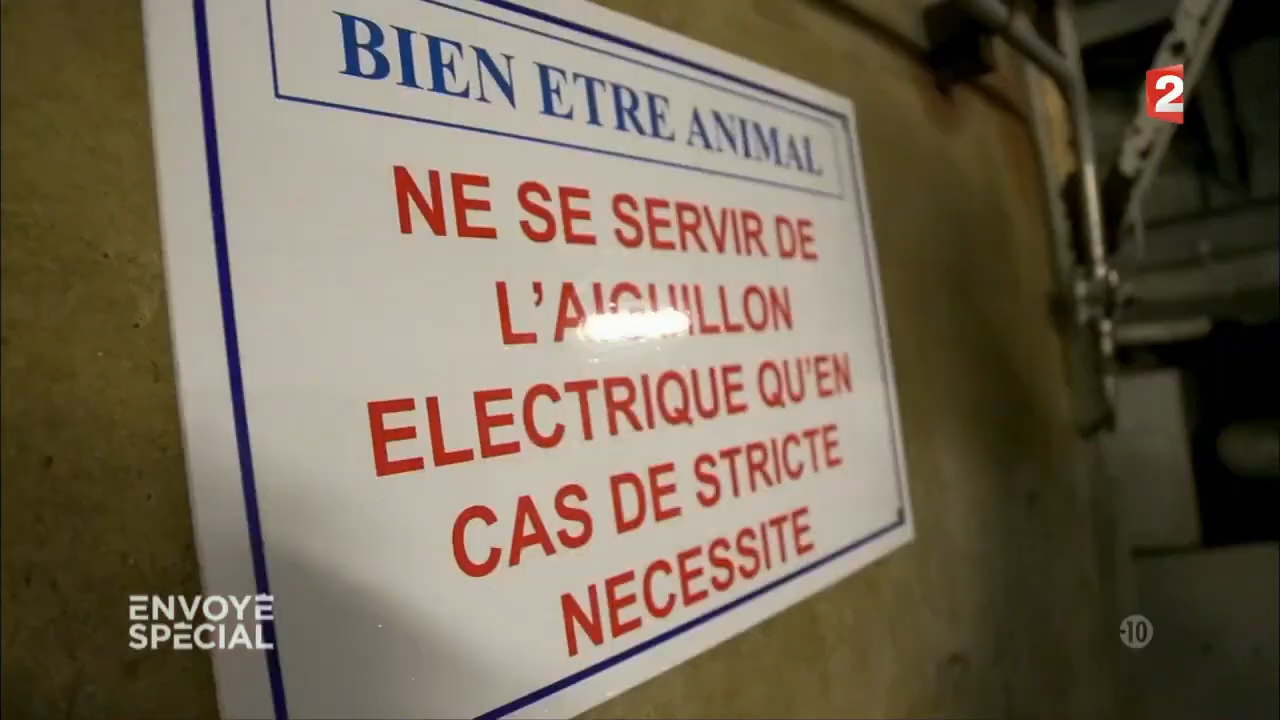 BIEN ETRE ANIMAL
NE SE SERVIR DE
L'AIGUILLON
ELECTRIQUE QU'EN
CAS DE STRICTE
NECESSITE
2
ENVOYÉ
SPÉCIAL
-10